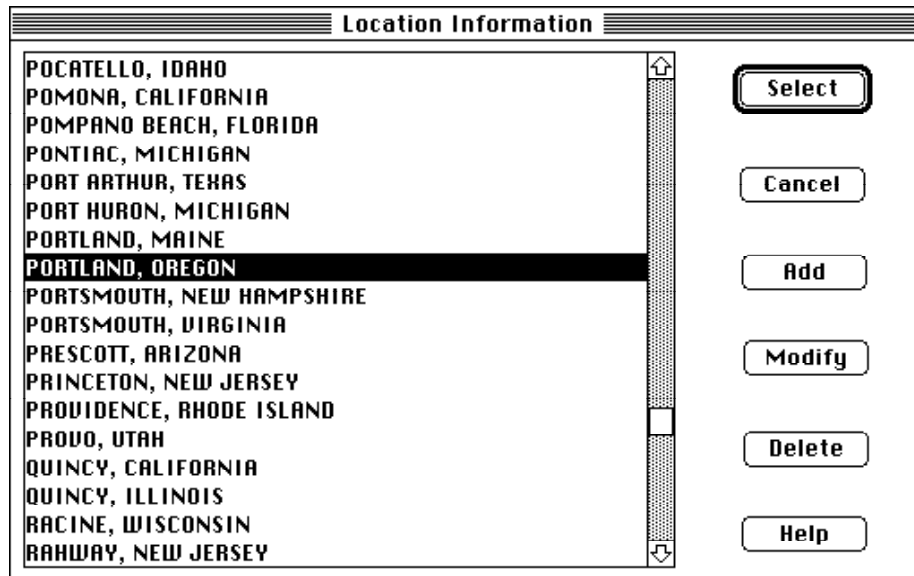 Location Information
POCATELLO, IDAHO
POMONA, CALIFORNIA
POMPANO BEACH, FLORIDA
PONTIAC, MICHIGAN
PORT ARTHUR, TEXAS
PORT HURON, MICHIGAN
PORTLAND, MAINE
PORTLAND, OREGON
PORTSMOUTH, NEW HAMPSHIRE
PORTSMOUTH, VIRGINIA
PRESCOTT, ARIZONA
PRINCETON, NEW JERSEY
PROVIDENCE, RHODE ISLAND
PROVO, UTAH
QUINCY, CALIFORNIA
QUINCY, ILLINOIS
RACINE, WISCONSIN
RAHWAY, NEW JERSEY
Select
Cancel
Add
Modify
Delete
Help